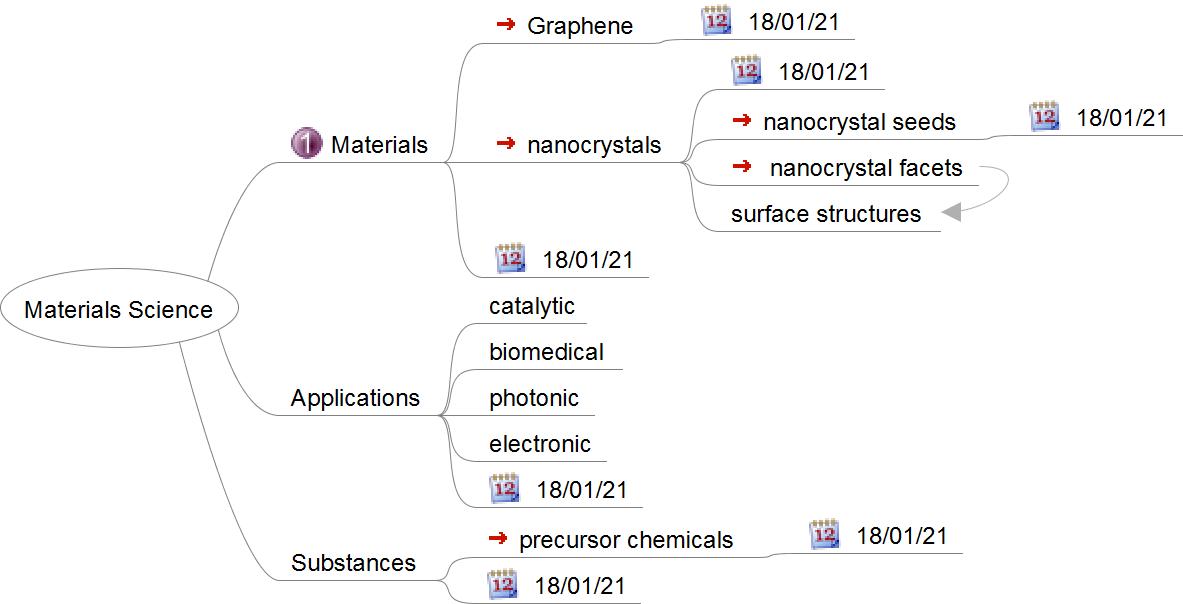 Materials Science
1 Materials
Graphene
12 18/01/21
nanocrystals
12 18/01/21
nanocrystal seeds
12 18/01/21
nanocrystal facets
surface structures
12 18/01/21
Applications
catalytic
biomedical
photonic
electronic
12 18/01/21
Substances
precursor chemicals
12 18/01/21
12 18/01/21